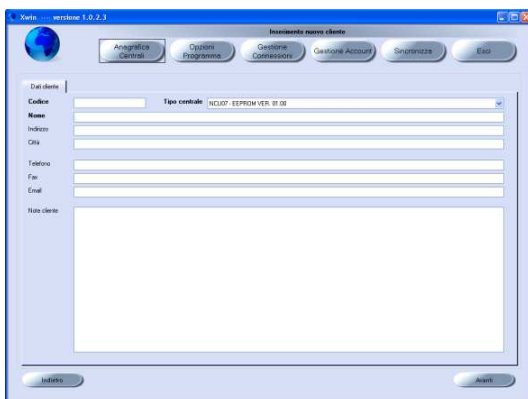 Xwin ---- versione 1.0.2.3
Inserimento nuovo cliente
Anagrafica Centrali
Opzioni Programma
Gestione Connessioni
Gestione Account
Sincronizza
Esci
Dati cliente
Codice
Tipo centrale NCU07 - EEPROM VER. 01.00
Nome
Indirizzo
Città
Telefono
Fax
Email
Note cliente
Indietro
Avanti